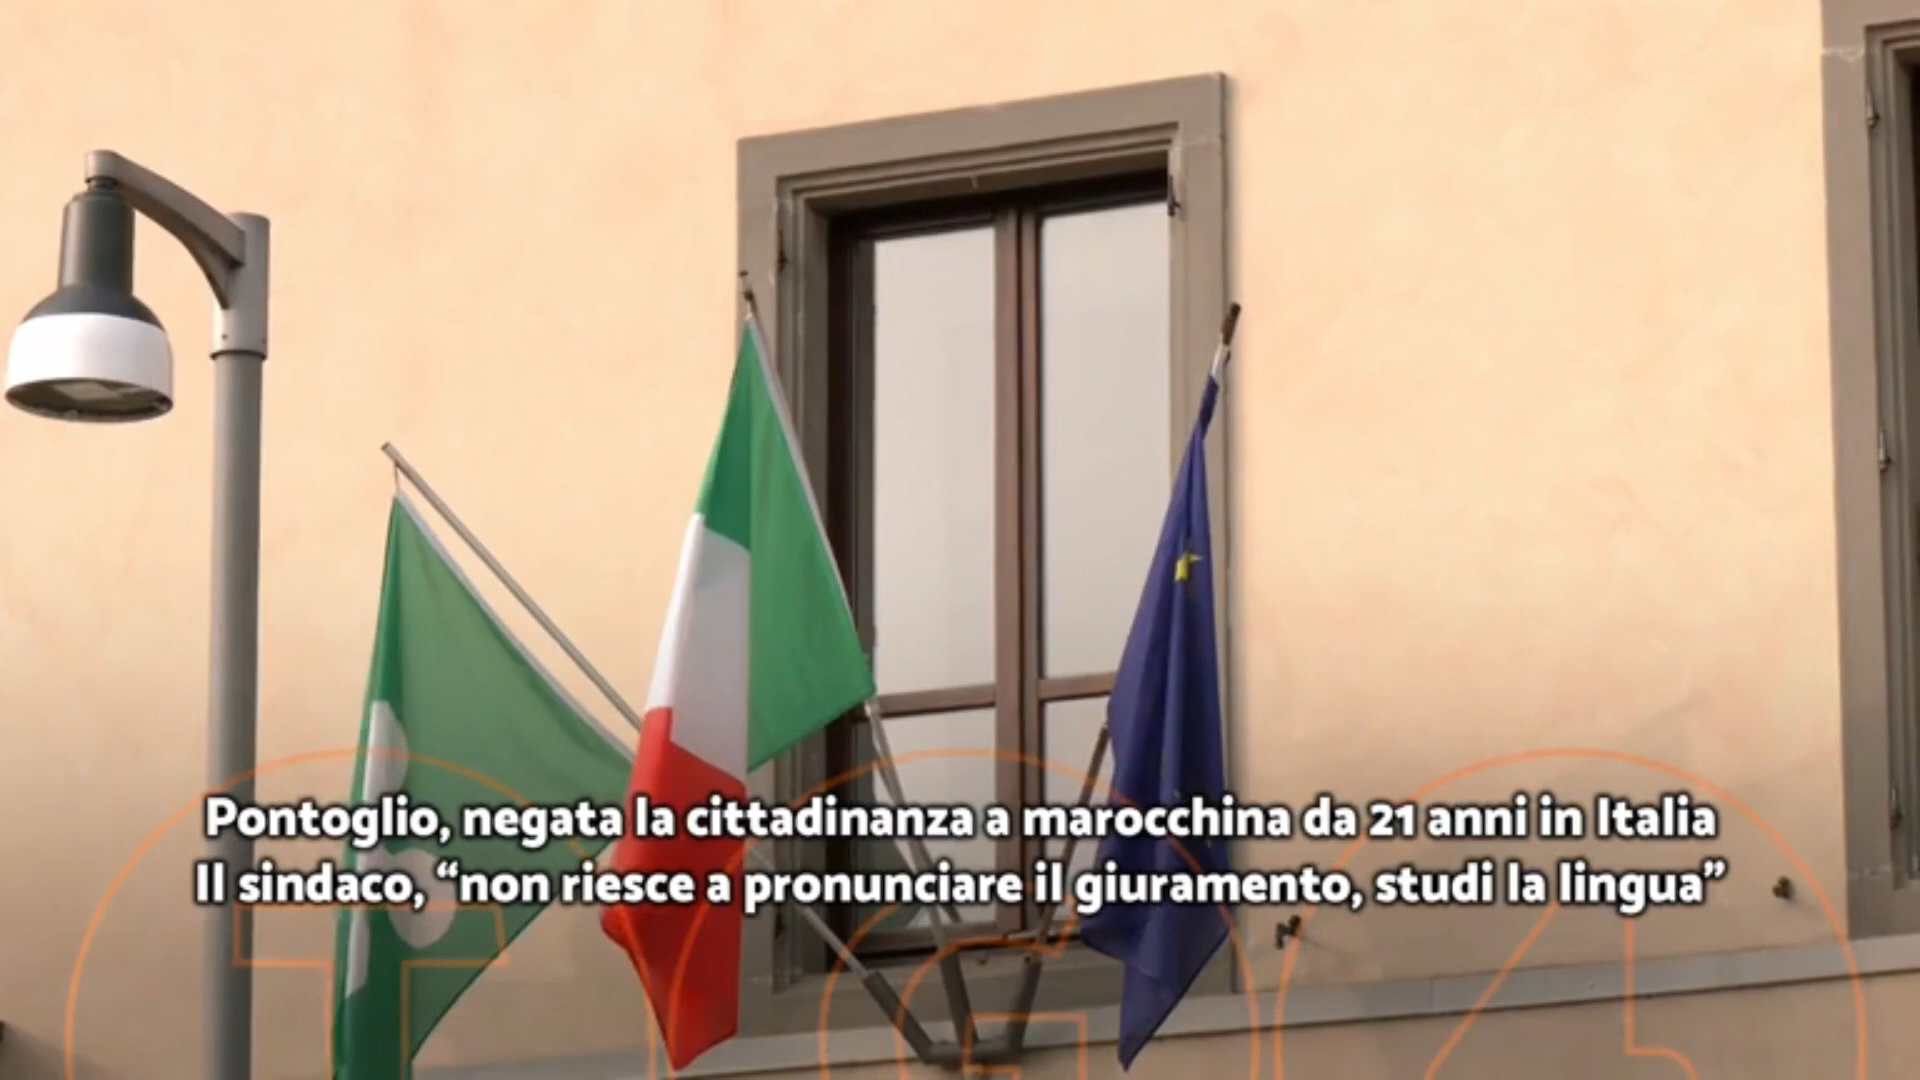 Pontoglio, negata la cittadinanza a marocchina da 21 anni in Italia
Il sindaco, “non riesce a pronunciare il giuramento, studi la lingua”
TG4